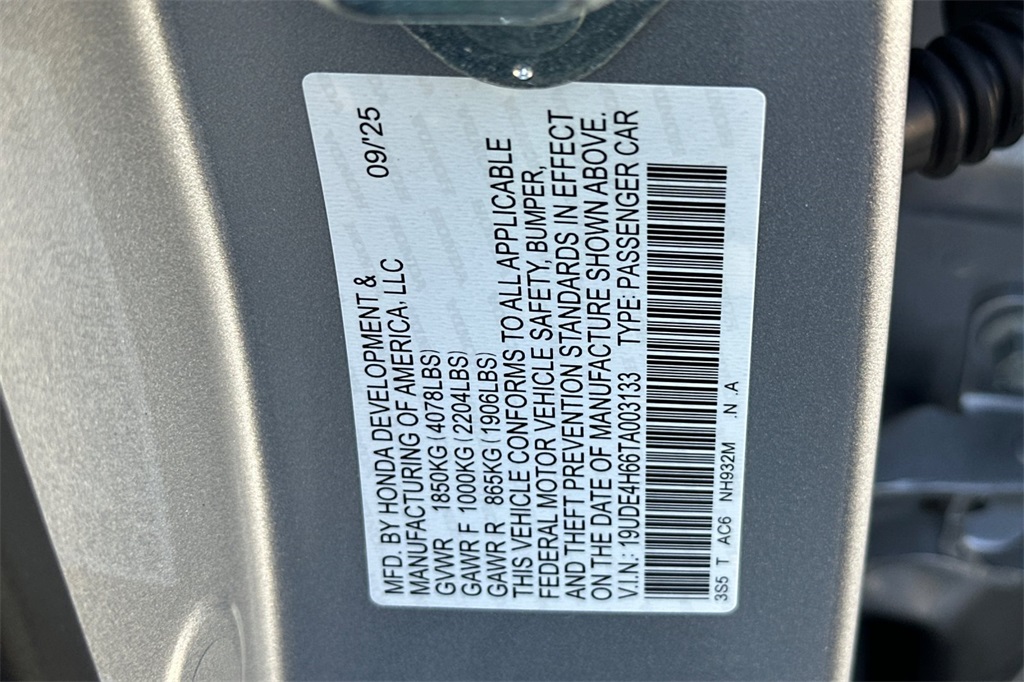 MFD. BY HONDA DEVELOPMENT & 09/'25
MANUFACTURING OF AMERICA, LLC
GVWR 1850KG (4078LBS)
GAWR F 1000KG (2204LBS)
GAWR R 865KG (1906LBS)
THIS VEHICLE CONFORMS TO ALL APPLICABLE
FEDERAL MOTOR VEHICLE SAFETY, BUMPER,
AND THEFT PREVENTION STANDARDS IN EFFECT
ON THE DATE OF MANUFACTURE SHOWN ABOVE.
V.I.N.: 19UDE4H66TA003133 TYPE: PASSENGER CAR
3S5 T AC6 NH932M .N .A